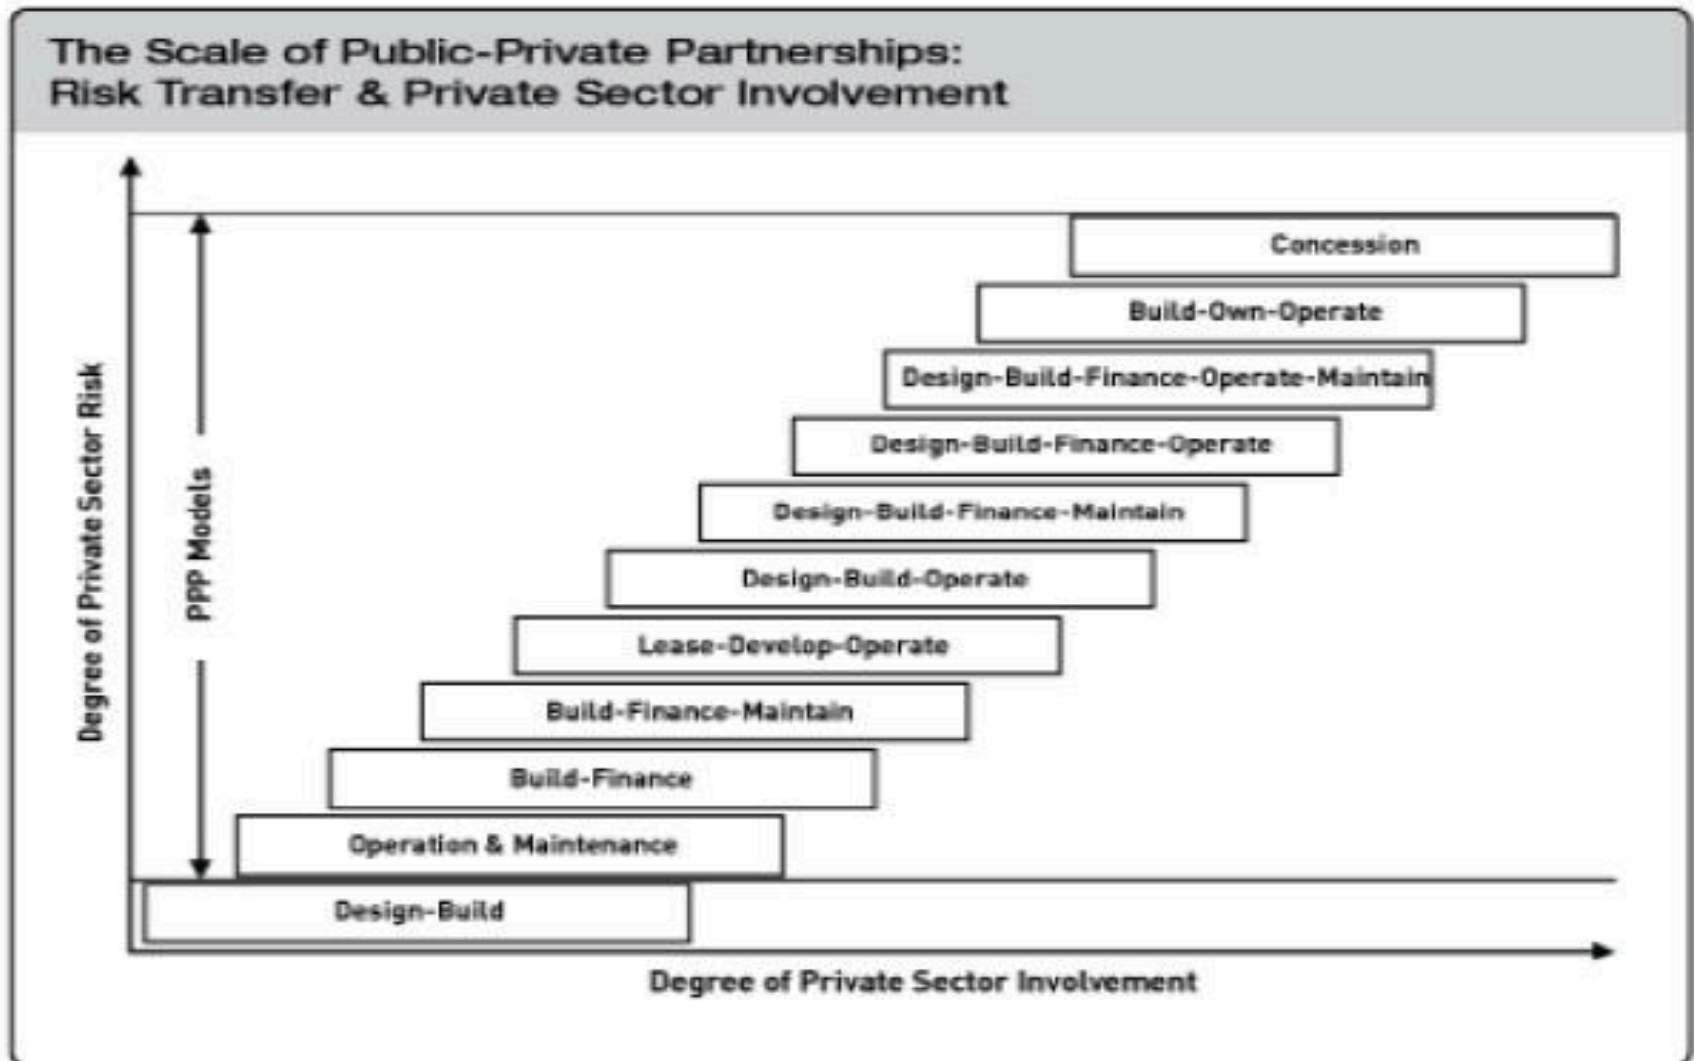 The Scale of Public-Private Partnerships:
Risk Transfer & Private Sector Involvement
Degree of Private Sector Risk
PPP Models
Concession
Build-Own-Operate
Design-Build-Finance-Operate-Maintain
Design-Build-Finance-Operate
Design-Build-Finance-Maintain
Design-Build-Operate
Lease-Develop-Operate
Build-Finance-Maintain
Build-Finance
Operation & Maintenance
Design-Build
Degree of Private Sector Involvement